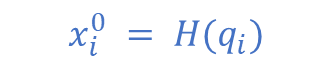 x_i^0 = H(q_i)